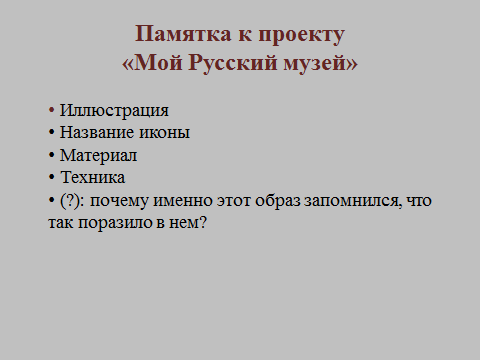 Памятка к проекту
«Мой Русский музей»
• Иллюстрация
• Название иконы
• Материал
• Техника
• (?): почему именно этот образ запомнился, что
так поразило в нем?